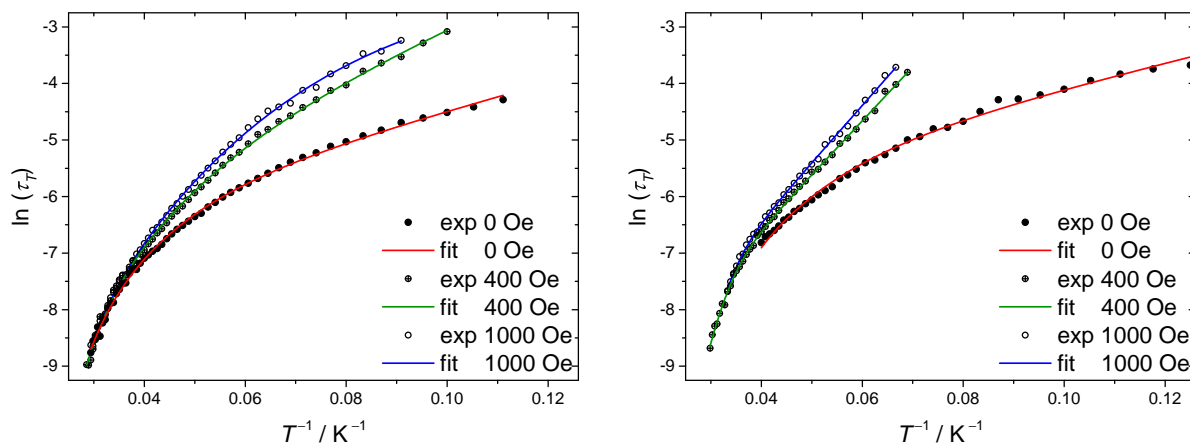 -3
-4
-5
-6
-7
-8
-9
ln (τ_T)
0.04 0.06 0.08 0.10 0.12
T⁻¹ / K⁻¹
exp 0 Oe
fit 0 Oe
exp 400 Oe
fit 400 Oe
exp 1000 Oe
fit 1000 Oe
-3
-4
-5
-6
-7
-8
-9
ln (τ_T)
0.04 0.06 0.08 0.10 0.12
T⁻¹ / K⁻¹
exp 0 Oe
fit 0 Oe
exp 400 Oe
fit 400 Oe
exp 1000 Oe
fit 1000 Oe